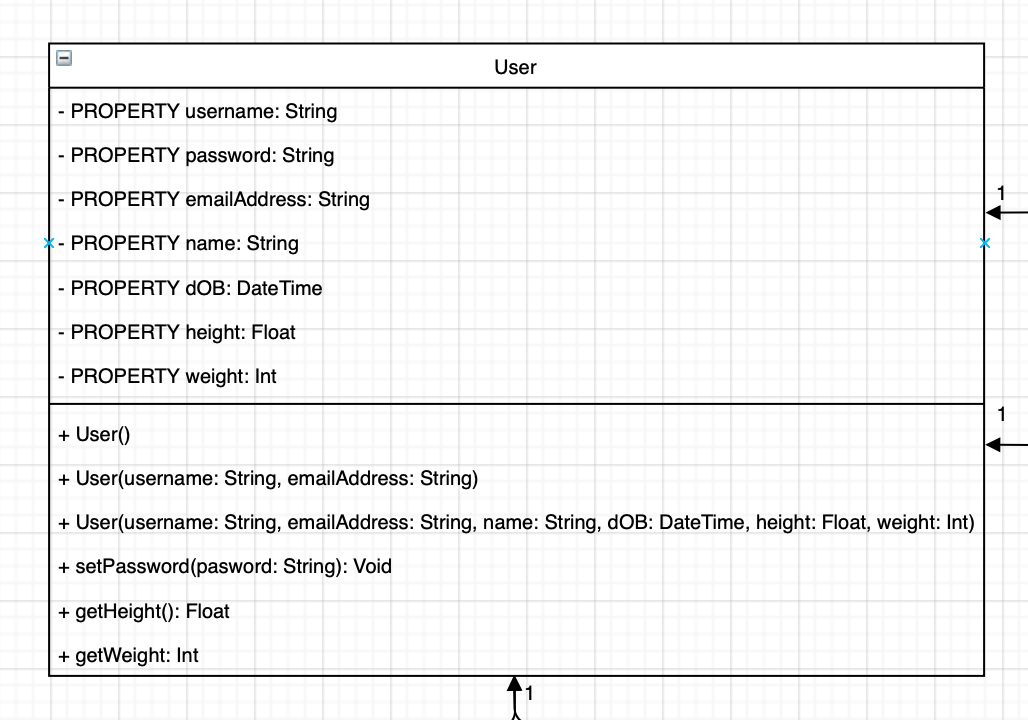 User
- PROPERTY username: String
- PROPERTY password: String
- PROPERTY emailAddress: String
1
- PROPERTY name: String
- PROPERTY dOB: DateTime
- PROPERTY height: Float
- PROPERTY weight: Int
1
+ User()
+ User(username: String, emailAddress: String)
+ User(username: String, emailAddress: String, name: String, dOB: DateTime, height: Float, weight: Int)
+ setPassword(pasword: String): Void
+ getHeight(): Float
+ getWeight: Int
1